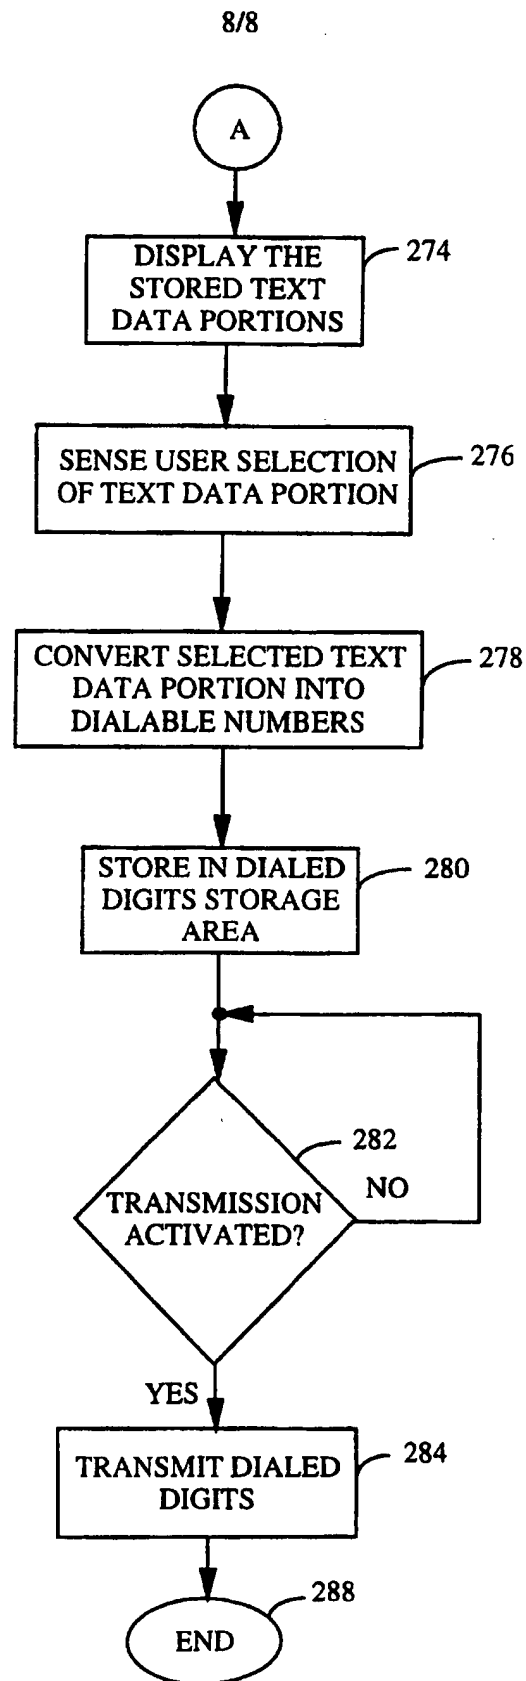 8/8
A
DISPLAY THE
STORED TEXT
DATA PORTIONS
274
SENSE USER SELECTION
OF TEXT DATA PORTION
276
CONVERT SELECTED TEXT
DATA PORTION INTO
DIALABLE NUMBERS
278
STORE IN DIALED
DIGITS STORAGE
AREA
280
282
NO
TRANSMISSION
ACTIVATED?
YES
TRANSMIT DIALED
DIGITS
284
288
END